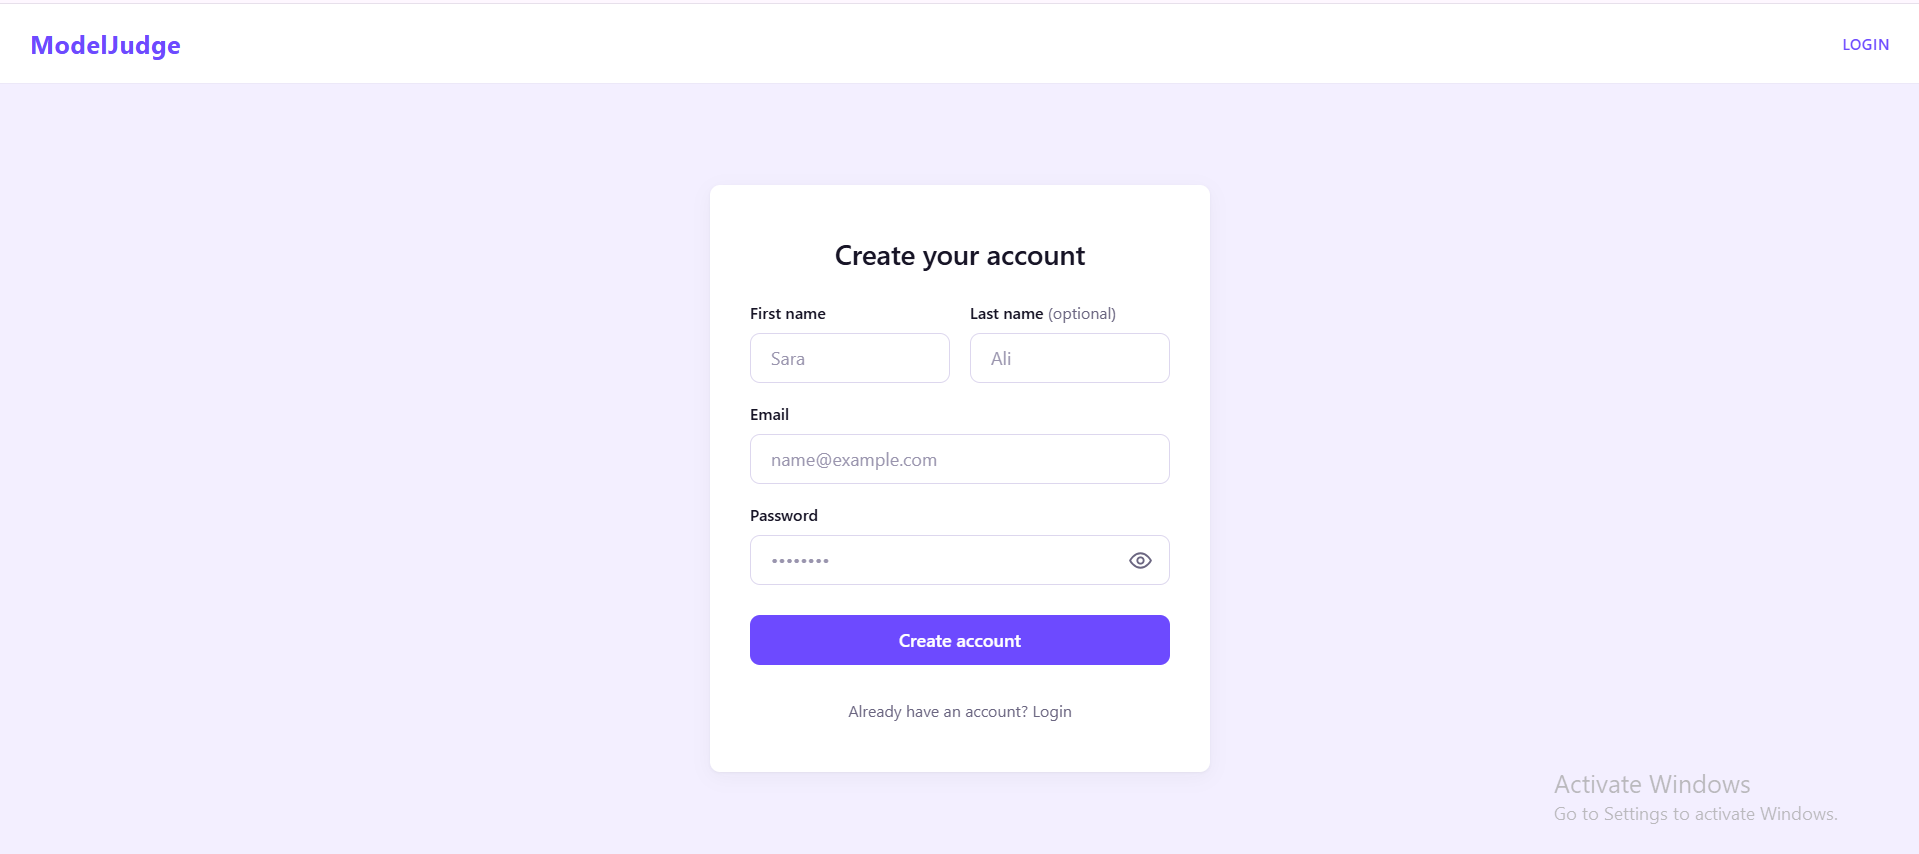 ModelJudge
LOGIN
Create your account
First name
Last name (optional)
Sara
Ali
Email
name@example.com
Password
••••••••
Create account
Already have an account? Login
Activate Windows
Go to Settings to activate Windows.